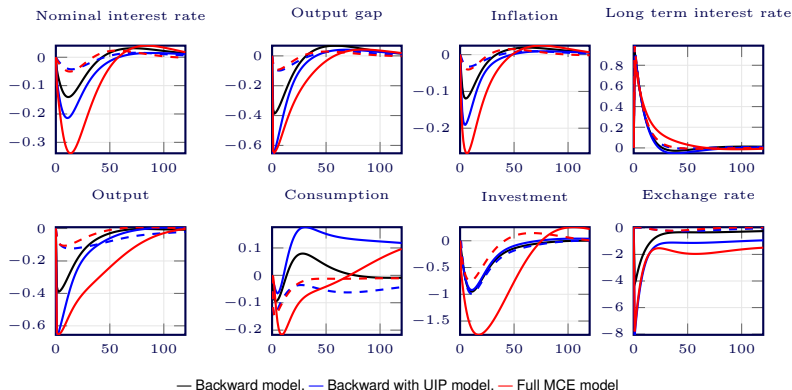 Nominal interest rate
Output gap
Inflation
Long term interest rate
0
−0.1
−0.2
−0.3
0 50 100
0
−0.2
−0.4
−0.6
0 50 100
0
−0.1
−0.2
0 50 100
0.8
0.6
0.4
0.2
0
0 50 100
Output
Consumption
Investment
Exchange rate
0
−0.2
−0.4
−0.6
0 50 100
0.1
0
−0.1
−0.2
0 50 100
0
−0.5
−1
−1.5
0 50 100
0
−2
−4
−6
−8
0 50 100
— Backward model, — Backward with UIP model, — Full MCE model